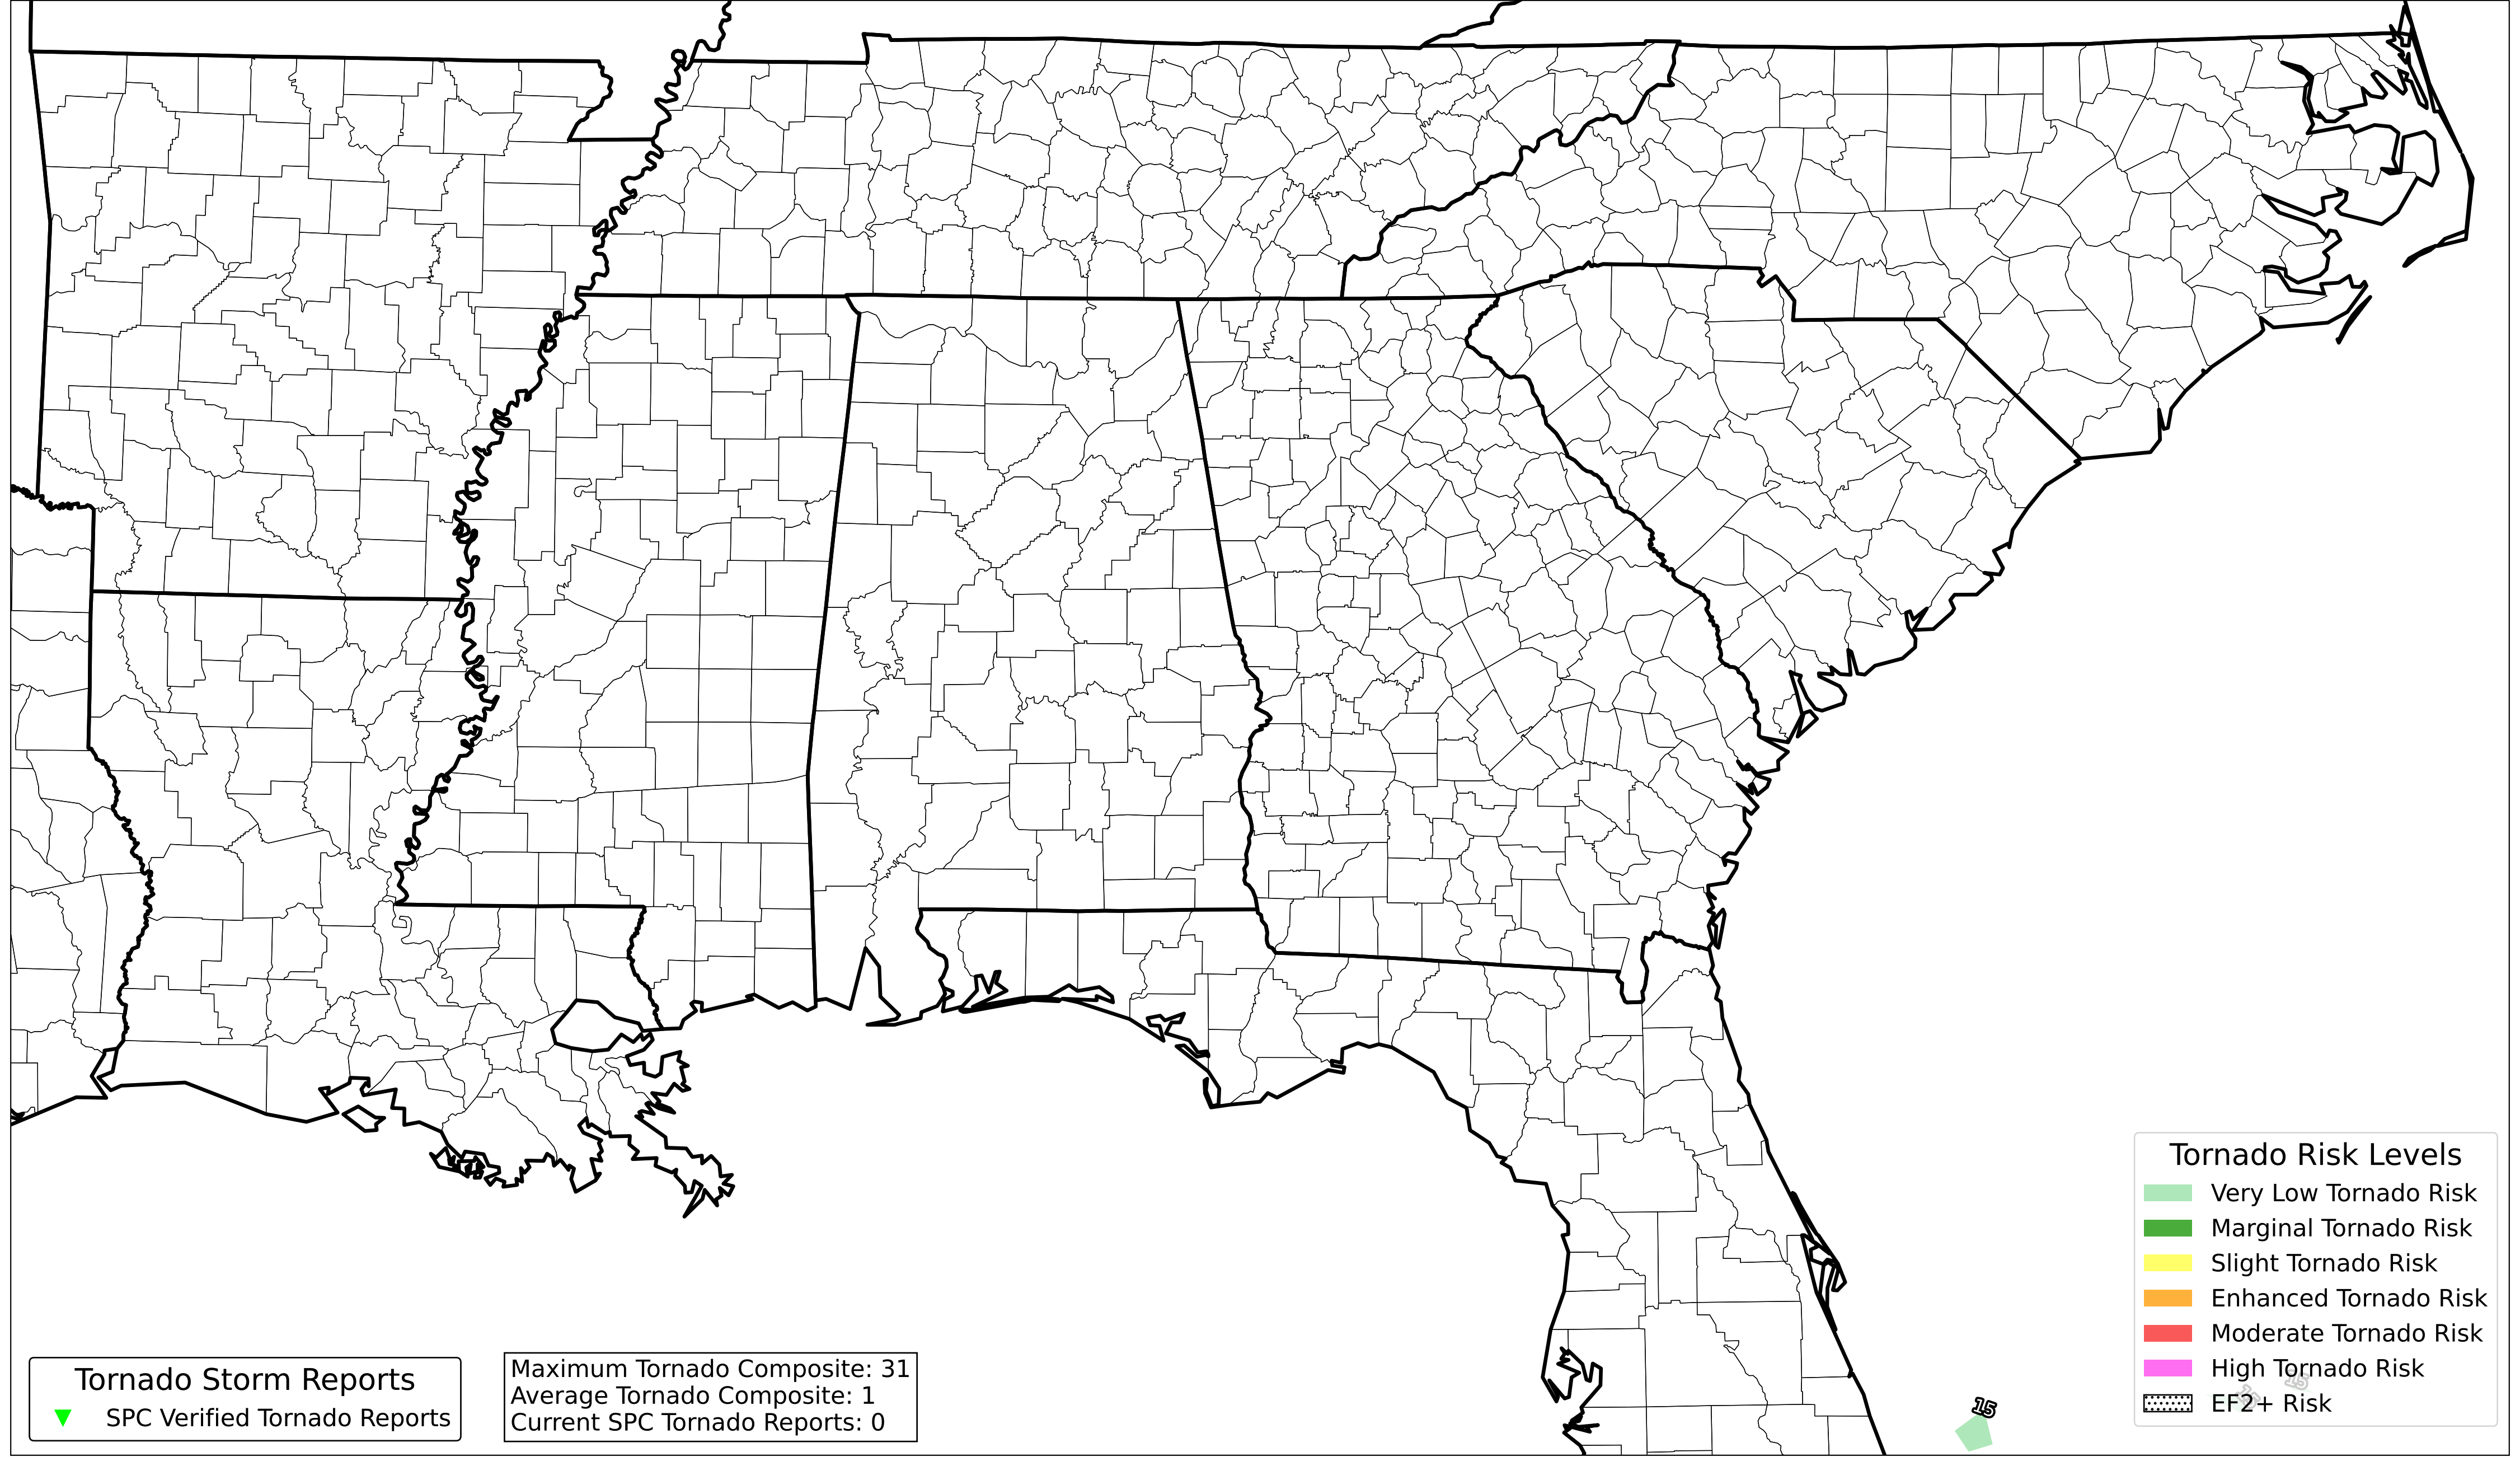 Tornado Risk Levels
Very Low Tornado Risk
Marginal Tornado Risk
Slight Tornado Risk
Enhanced Tornado Risk
Moderate Tornado Risk
High Tornado Risk
EF2+ Risk
15
15
15
Tornado Storm Reports
SPC Verified Tornado Reports
Maximum Tornado Composite: 31
Average Tornado Composite: 1
Current SPC Tornado Reports: 0